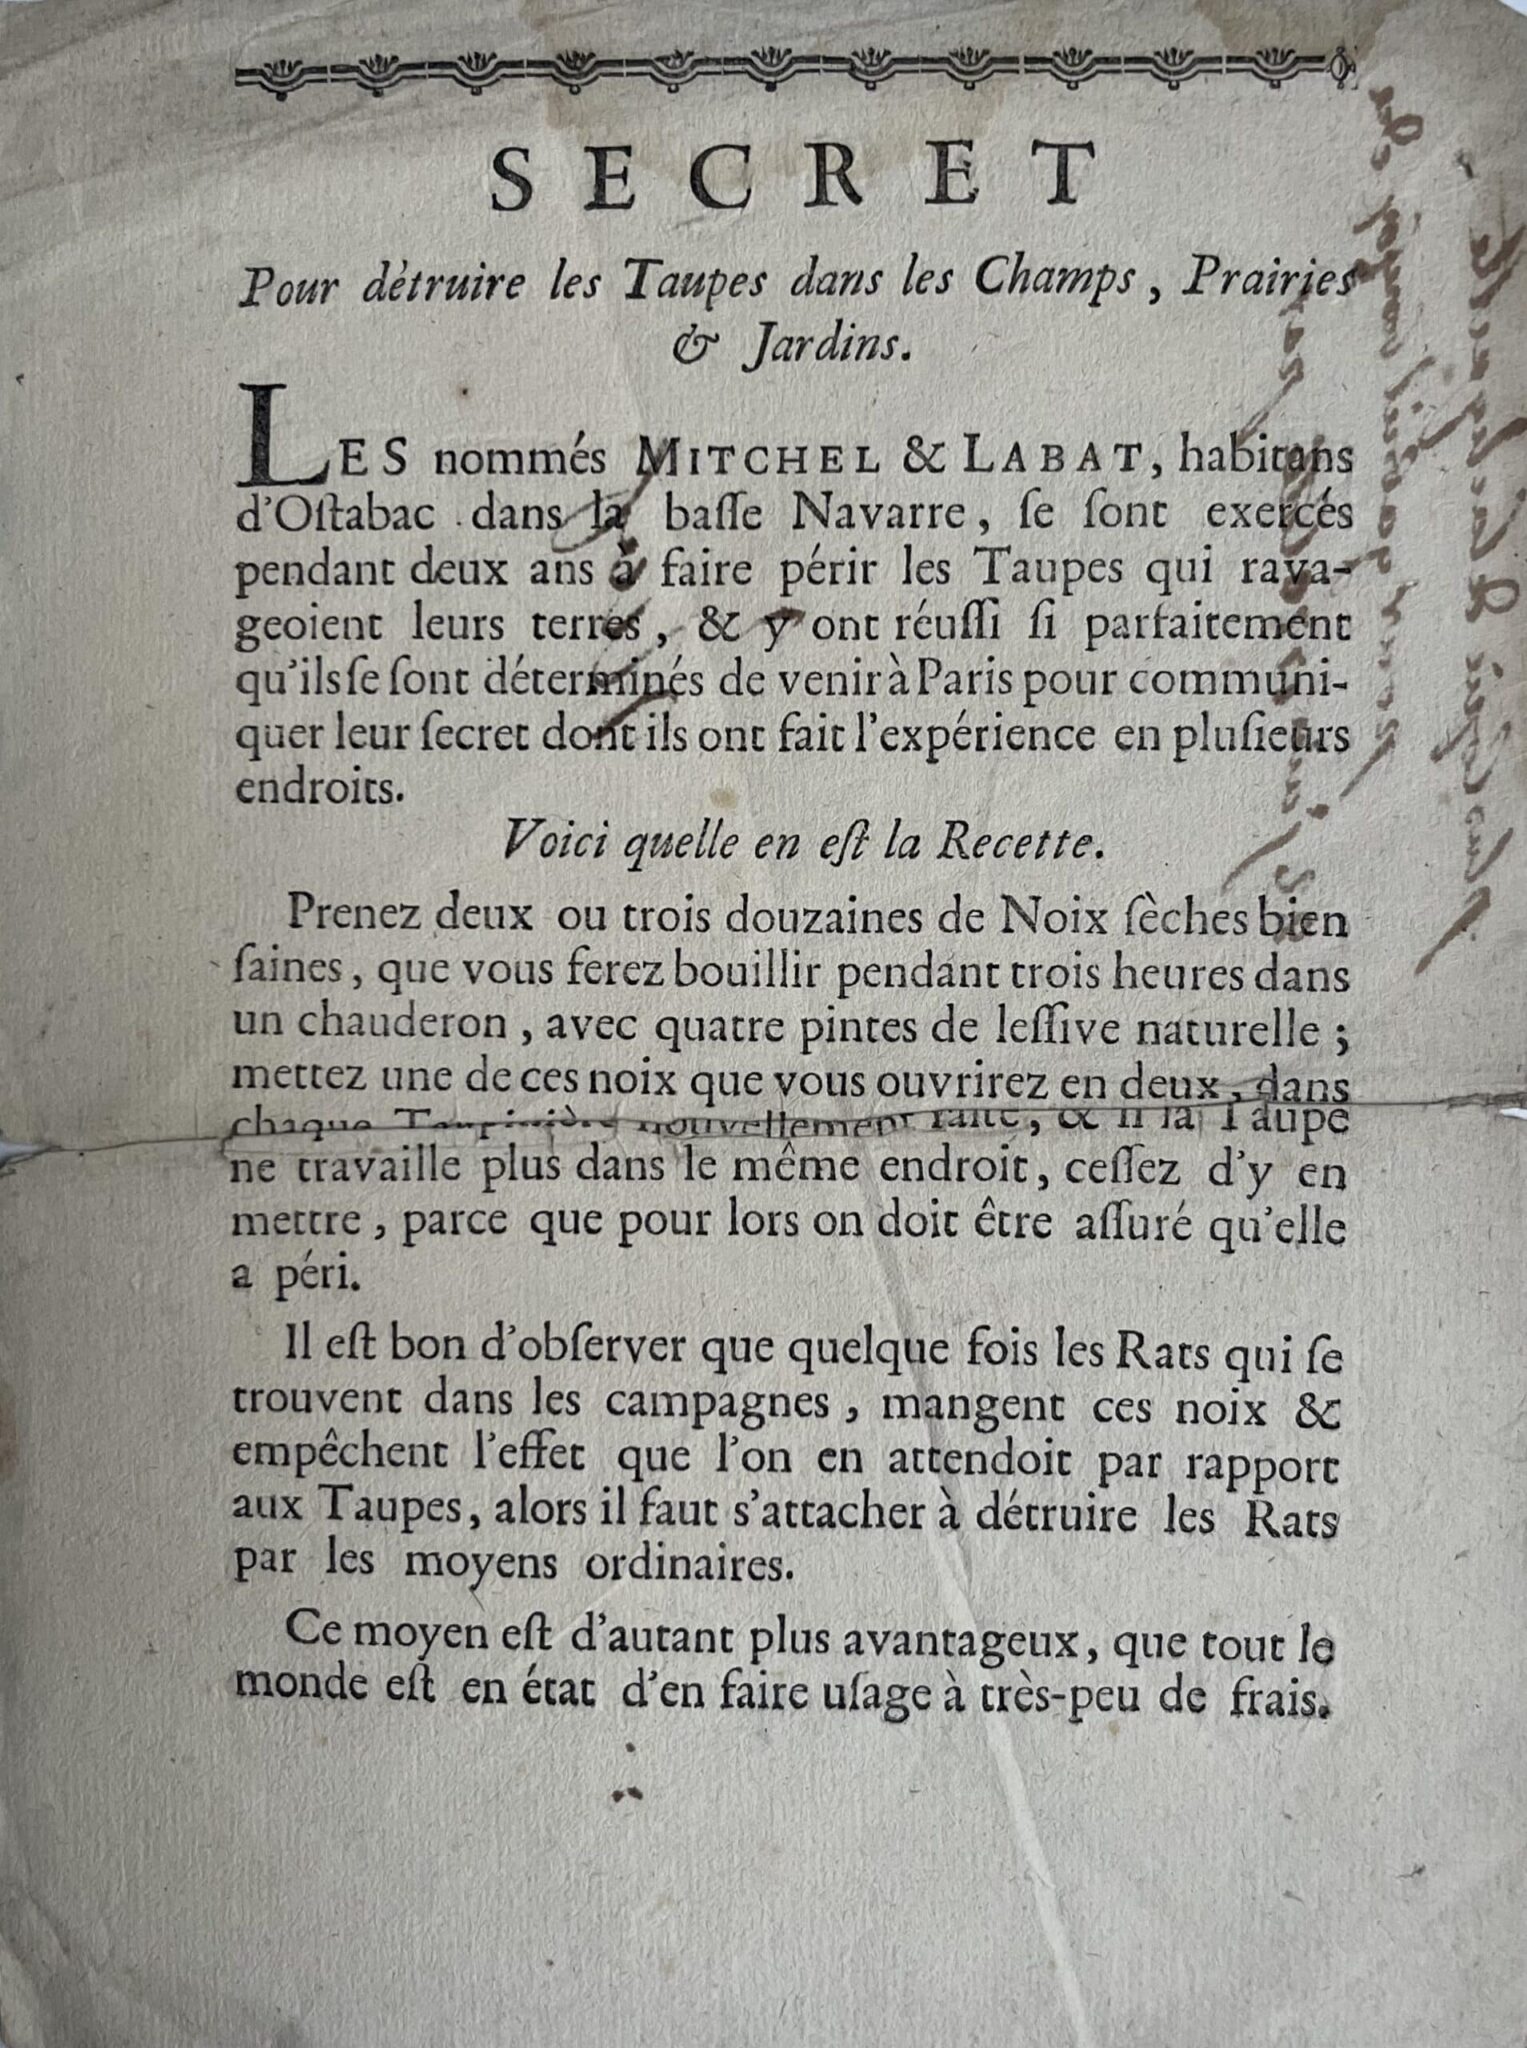 SECRET
Pour dètruire les Taupes dans les Champs, Prairies
& Jardins.
LES nommés MITCHEL & LABAT, habitans
d'Oſtabac dans la baſſe Navarre, ſe ſont exercés
pendant deux ans à faire périr les Taupes qui rava-
geoient leurs terres, & y ont réuſſi ſi parfaitement
qu'ils ſe ſont déterminés de venir à Paris pour communi-
quer leur ſecret dont ils ont fait l'expérience en pluſieurs
endroits.
Voici quelle en eſt la Recette.
Prenez deux ou trois douzaines de Noix ſèches bien
ſaines, que vous ferez bouillir pendant trois heures dans
un chauderon, avec quatre pintes de leſſive naturelle;
mettez une de ces noix que vous ouvrirez en deux, dans
chaque Taupinière nouvellement faite, & ſi la Taupe
ne travaille plus dans le même endroit, ceſſez d'y en
mettre, parce que pour lors on doit être aſſuré qu'elle
a péri.
Il eſt bon d'obſerver que quelque fois les Rats qui ſe
trouvent dans les campagnes, mangent ces noix &
empêchent l'effet que l'on en attendoit par rapport
aux Taupes, alors il faut s'attacher à détruire les Rats
par les moyens ordinaires.
Ce moyen eſt d'autant plus avantageux, que tout le
monde eſt en état d'en faire uſage à très-peu de frais.